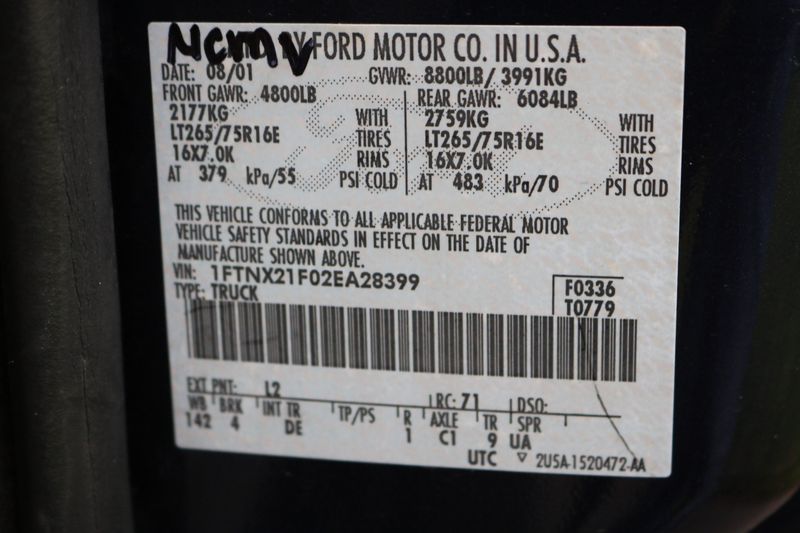 NCMV
Y FORD MOTOR CO. IN U.S.A.
DATE: 08/01 GVWR: 8800LB/ 3991KG
FRONT GAWR: 4800LB REAR GAWR: 6084LB
2177KG WITH 2759KG WITH
LT265/75R16E TIRES LT265/75R16E TIRES
16X7.0K RIMS 16X7.0K RIMS
AT 379 kPa/55 PSI COLD AT 483 kPa/70 PSI COLD
THIS VEHICLE CONFORMS TO ALL APPLICABLE FEDERAL MOTOR
VEHICLE SAFETY STANDARDS IN EFFECT ON THE DATE OF
MANUFACTURE SHOWN ABOVE.
VIN: 1FTNX21F02EA28399 F0336
TYPE: TRUCK T0779
EXT PNT: L2 RC: 71 DSO:
WB BRK INT TR TP/PS R AXLE TR SPR
142 4 DE 1 C1 9 UA
UTC ▽ 2U5A-1520472-AA